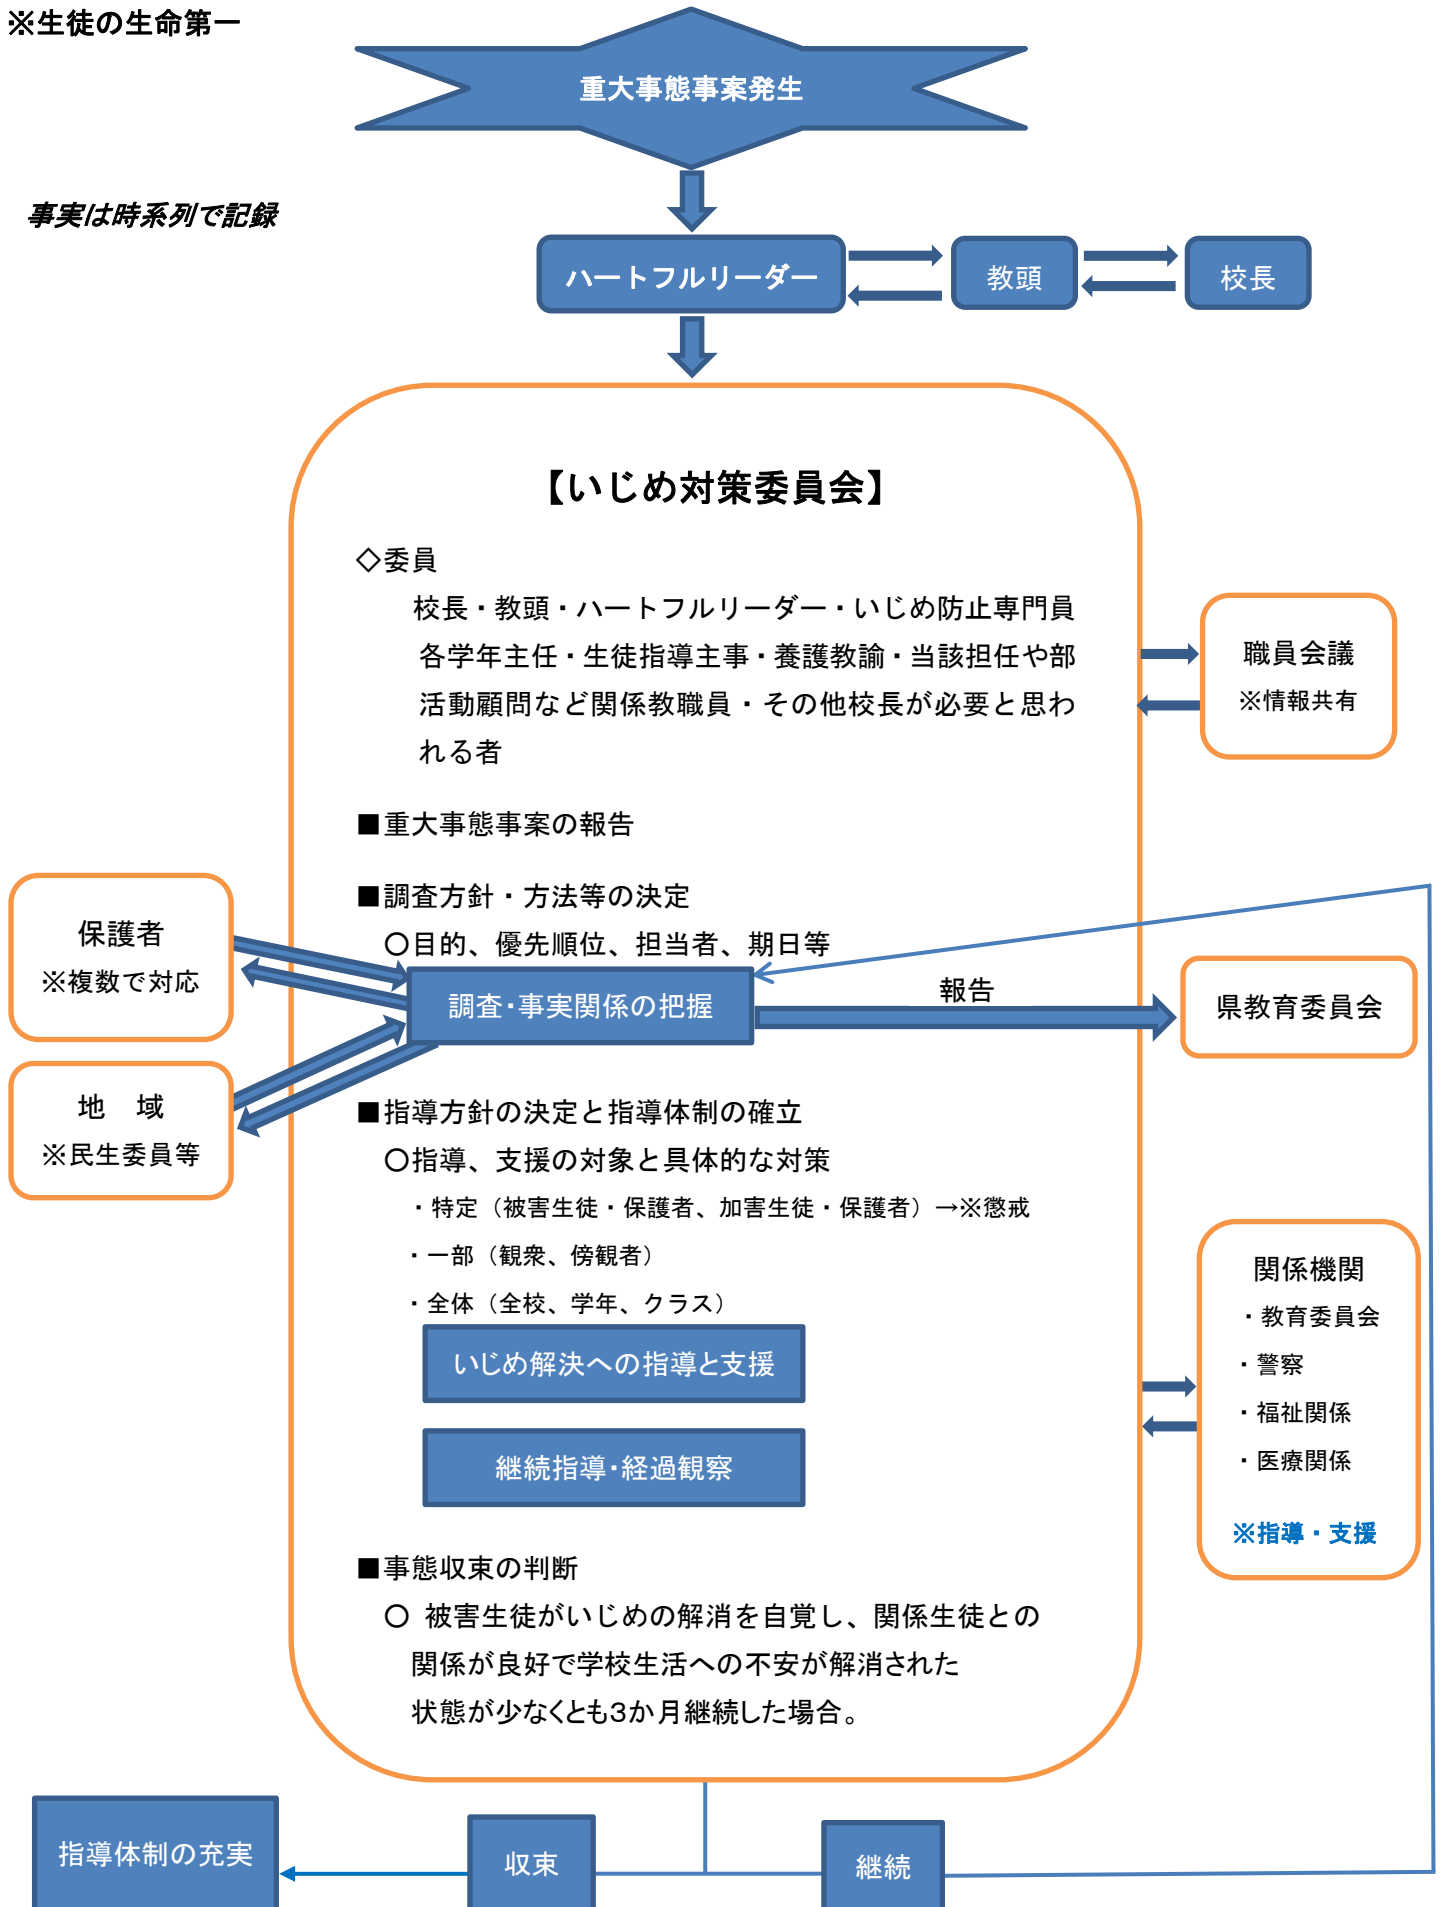 ※生徒の生命第一
重大事態事案発生
事実は時系列で記録
ハートフルリーダー
教頭
校長
【いじめ対策委員会】
◇委員
校長・教頭・ハートフルリーダー・いじめ防止専門員
各学年主任・生徒指導主事・養護教諭・当該担任や部
活動顧問など関係教職員・その他校長が必要と思わ
れる者
職員会議
※情報共有
■重大事態事案の報告
■調査方針・方法等の決定
〇目的、優先順位、担当者、期日等
保護者
※複数で対応
調査・事実関係の把握
報告
県教育委員会
地　域
※民生委員等
■指導方針の決定と指導体制の確立
〇指導、支援の対象と具体的な対策
・特定（被害生徒・保護者、加害生徒・保護者）→※懲戒
・一部（観衆、傍観者）
・全体（全校、学年、クラス）
いじめ解決への指導と支援
継続指導・経過観察
関係機関
・教育委員会
・警察
・福祉関係
・医療関係
※指導・支援
■事態収束の判断
〇 被害生徒がいじめの解消を自覚し、関係生徒との
関係が良好で学校生活への不安が解消された
状態が少なくとも３か月継続した場合。
指導体制の充実
収束
継続